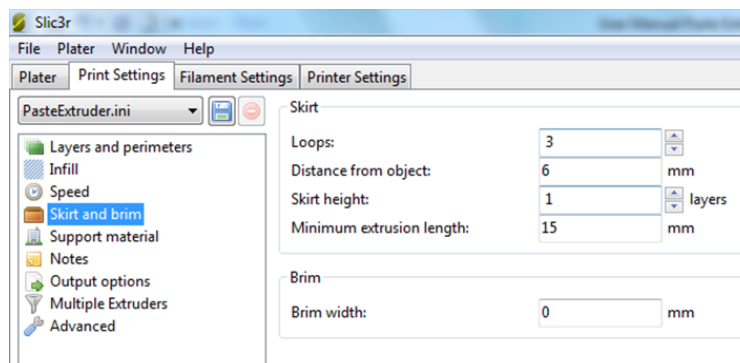 Slic3r
File Plater Window Help
Plater Print Settings Filament Settings Printer Settings
PasteExtruder.ini
Layers and perimeters
Infill
Speed
Skirt and brim
Support material
Notes
Output options
Multiple Extruders
Advanced
Skirt
Loops: 3
Distance from object: 6 mm
Skirt height: 1 layers
Minimum extrusion length: 15 mm
Brim
Brim width: 0 mm